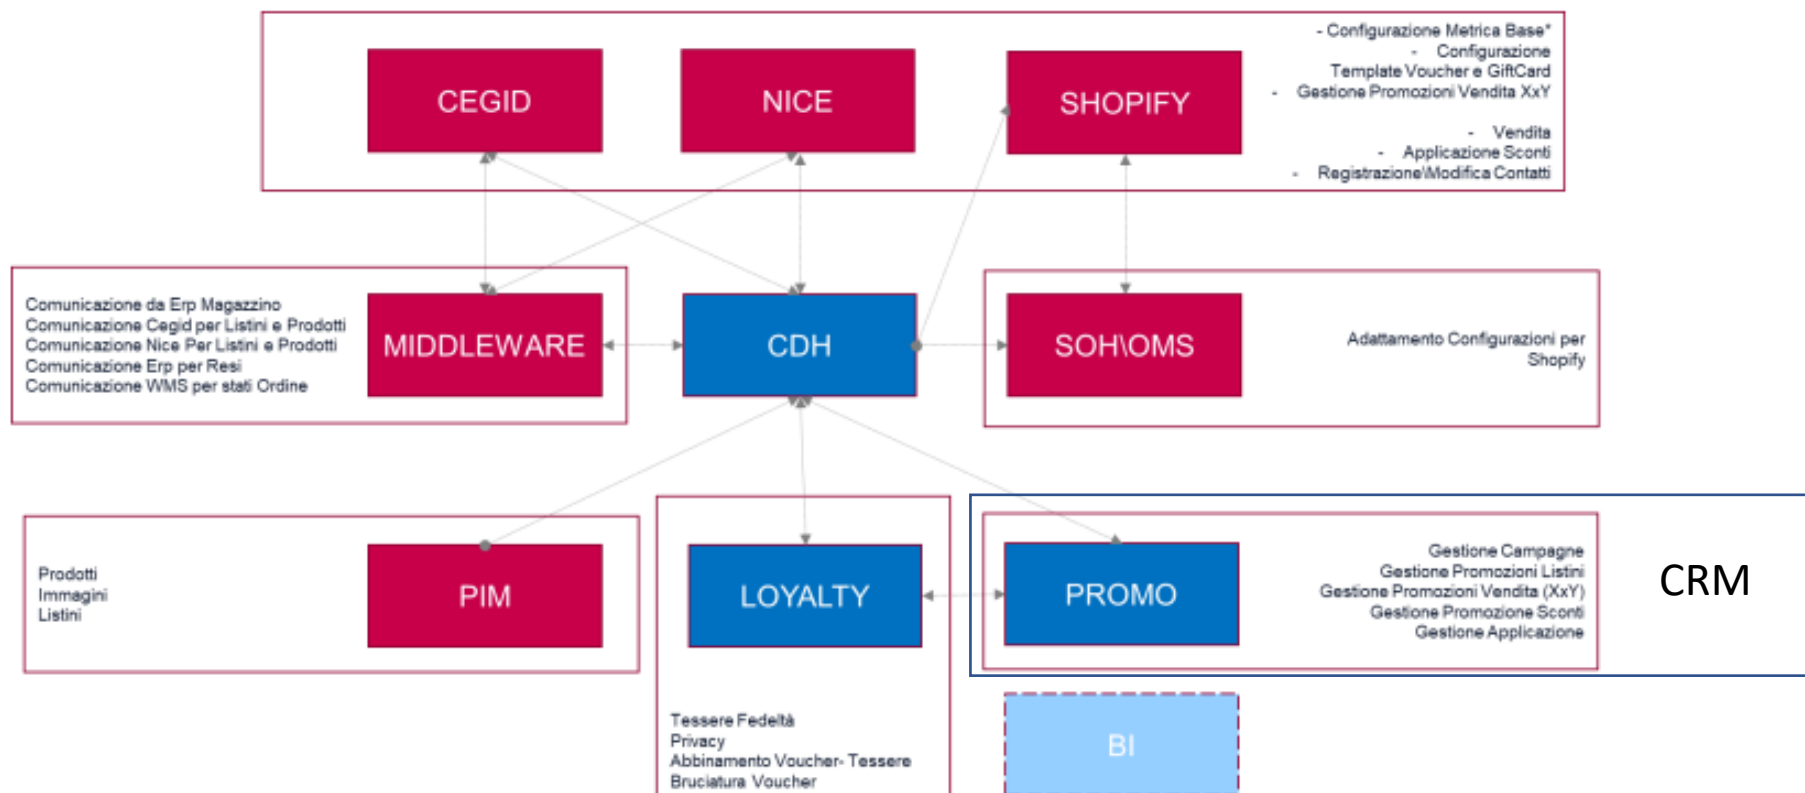 CEGID
NICE
SHOPIFY
- Configurazione Metrica Base*
- Configurazione
Template Voucher e GiftCard
- Gestione Promozioni Vendita XxY
- Vendita
- Applicazione Sconti
- Registrazione\Modifica Contatti
Comunicazione da Erp Magazzino
Comunicazione Cegid per Listini e Prodotti
Comunicazione Nice Per Listini e Prodotti
Comunicazione Erp per Resi
Comunicazione WMS per stati Ordine
MIDDLEWARE
CDH
SOH\OMS
Adattamento Configurazioni per
Shopify
Prodotti
Immagini
Listini
PIM
LOYALTY
Tessere Fedeltà
Privacy
Abbinamento Voucher- Tessere
Bruciatura Voucher
PROMO
Gestione Campagne
Gestione Promozioni Listini
Gestione Promozioni Vendita (XxY)
Gestione Promozione Sconti
Gestione Applicazione
CRM
BI